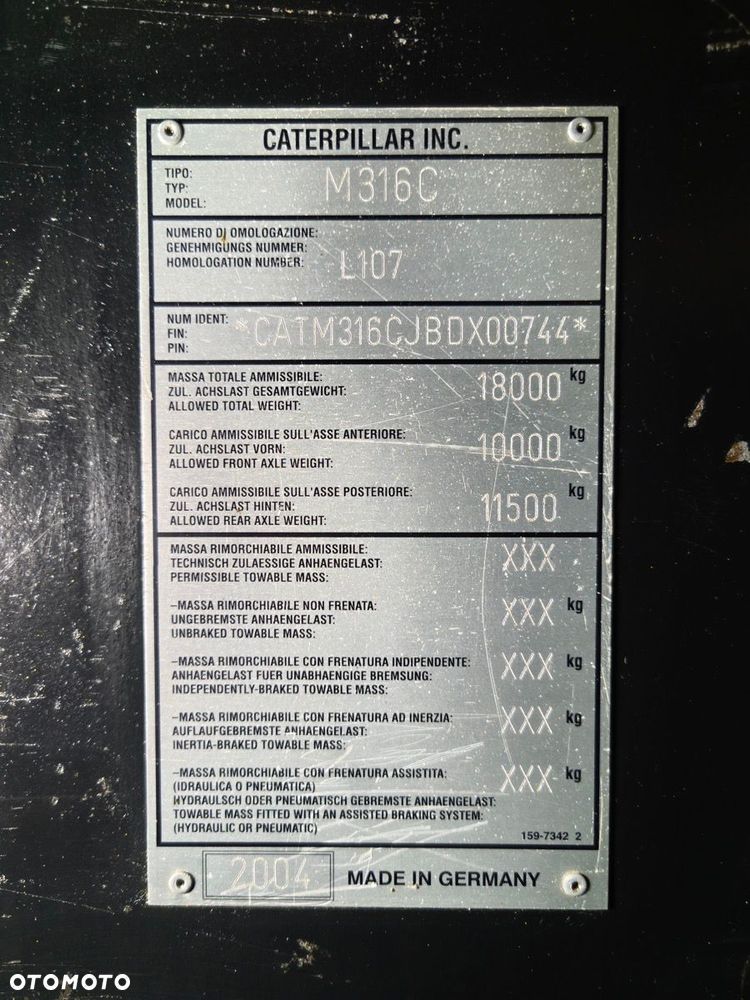 CATERPILLAR INC.
TIPO:
TYP:
MODEL:
M316C
NUMERO DI OMOLOGAZIONE:
GENEHMIGUNGS NUMMER:
HOMOLOGATION NUMBER:
L107
NUM IDENT:
FIN:
PIN:
*CATM316CJBDX00744*
MASSA TOTALE AMMISSIBILE:
ZUL. ACHSLAST GESAMTGEWICHT:
ALLOWED TOTAL WEIGHT:
18000 kg
CARICO AMMISSIBILE SULL'ASSE ANTERIORE:
ZUL. ACHSLAST VORN:
ALLOWED FRONT AXLE WEIGHT:
10000 kg
CARICO AMMISSIBILE SULL'ASSE POSTERIORE:
ZUL. ACHSLAST HINTEN:
ALLOWED REAR AXLE WEIGHT:
11500 kg
MASSA RIMORCHIABILE AMMISSIBILE:
TECHNISCH ZULAESSIGE ANHAENGELAST:
PERMISSIBLE TOWABLE MASS:
XXX
–MASSA RIMORCHIABILE NON FRENATA:
UNGEBREMSTE ANHAENGELAST:
UNBRAKED TOWABLE MASS:
XXX kg
–MASSA RIMORCHIABILE CON FRENATURA INDIPENDENTE:
ANHAENGELAST FUER UNABHAENGIGE BREMSUNG:
INDEPENDENTLY-BRAKED TOWABLE MASS:
XXX kg
–MASSA RIMORCHIABILE CON FRENATURA AD INERZIA:
AUFLAUFGEBREMSTE ANHAENGELAST:
INERTIA-BRAKED TOWABLE MASS:
XXX kg
–MASSA RIMORCHIABILE CON FRENATURA ASSISTITA:
(IDRAULICA O PNEUMATICA)
HYDRAULSCH ODER PNEUMATISCH GEBREMSTE ANHAENGELAST:
TOWABLE MASS FITTED WITH AN ASSISTED BRAKING SYSTEM:
(HYDRAULIC OR PNEUMATIC)
XXX kg
159-7342 2
2004
MADE IN GERMANY
OTOMOTO